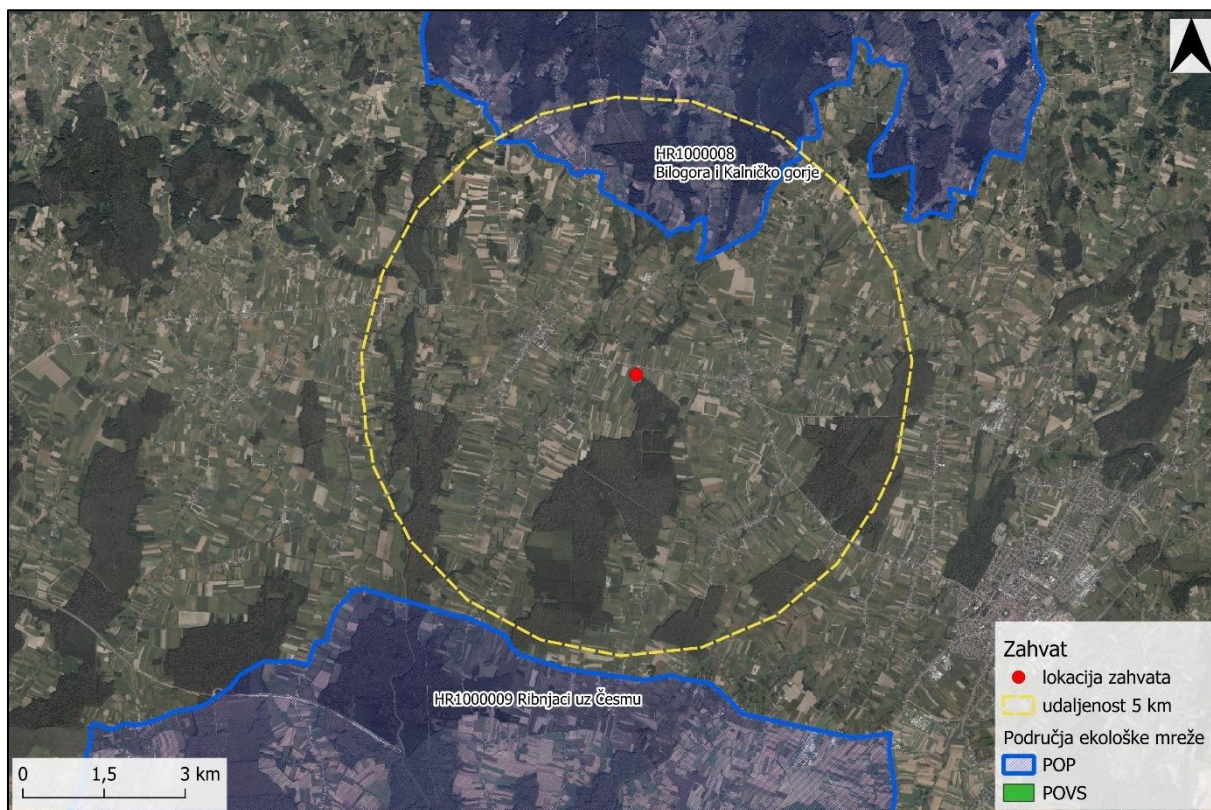 HR1000008
Bilogora i Kalničko gorje
HR1000009 Ribnjaci uz Česmu
Zahvat
lokacija zahvata
udaljenost 5 km
Područja ekološke mreže
POP
POVS
0 1,5 3 km